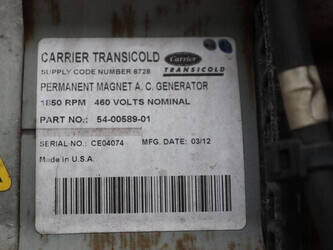 CARRIER TRANSICOLD
Carrier
TRANSICOLD
SUPPLY CODE NUMBER 6728
PERMANENT MAGNET A.C. GENERATOR
1850 RPM 460 VOLTS NOMINAL
PART NO.: 54-00589-01
SERIAL NO.: CE04074 MFG. DATE: 03/12
Made in U.S.A.